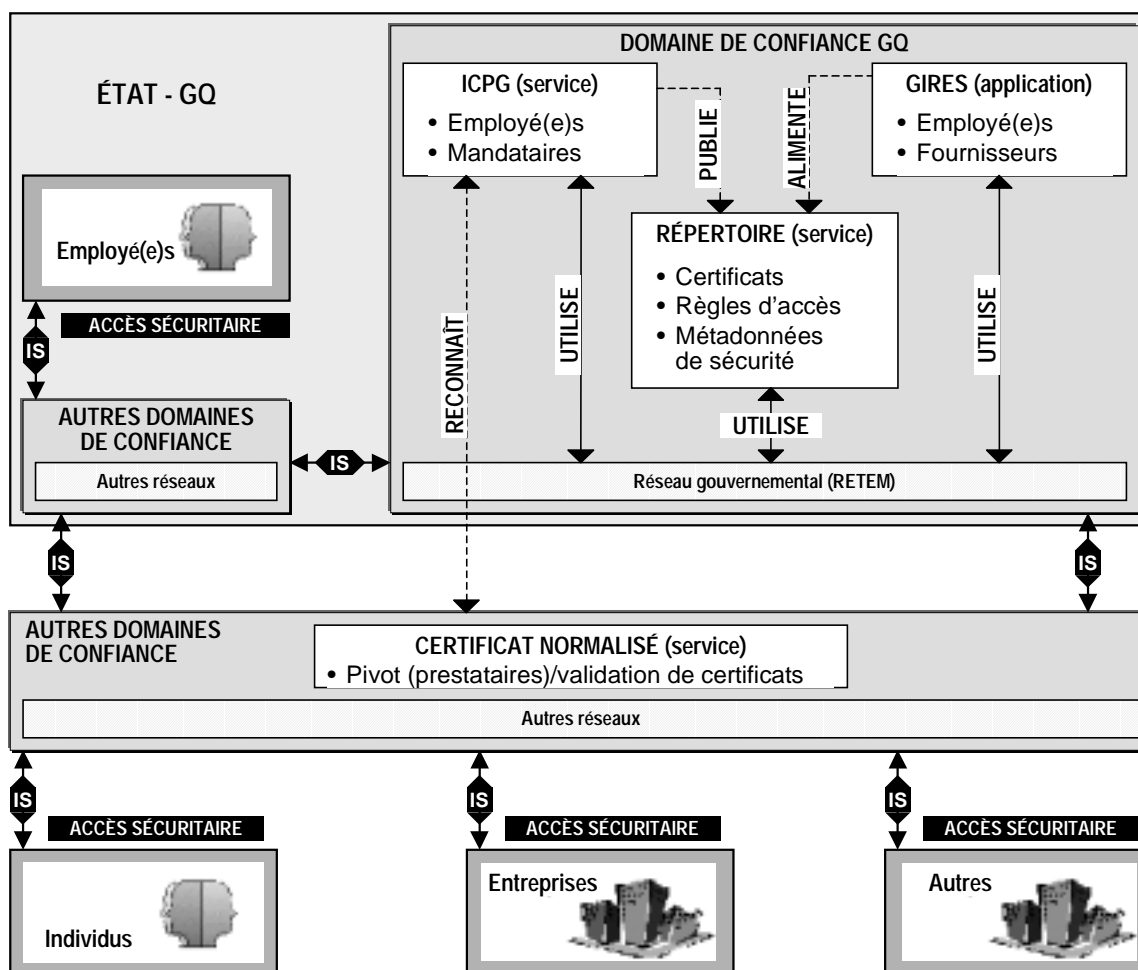 DOMAINE DE CONFIANCE GQ
ÉTAT - GQ
ICPG (service)
• Employé(e)s
• Mandataires
PUBLIE
ALIMENTE
GIRES (application)
• Employé(e)s
• Fournisseurs
RÉPERTOIRE (service)
• Certificats
• Règles d'accès
• Métadonnées
de sécurité
Employé(e)s
ACCÈS SÉCURITAIRE
IS
RECONNAÎT
UTILISE
UTILISE
UTILISE
AUTRES DOMAINES
DE CONFIANCE
Autres réseaux
IS
Réseau gouvernemental (RETEM)
IS
IS
AUTRES DOMAINES
DE CONFIANCE
CERTIFICAT NORMALISÉ (service)
• Pivot (prestataires)/validation de certificats
Autres réseaux
IS
IS
IS
ACCÈS SÉCURITAIRE
ACCÈS SÉCURITAIRE
ACCÈS SÉCURITAIRE
Individus
Entreprises
Autres